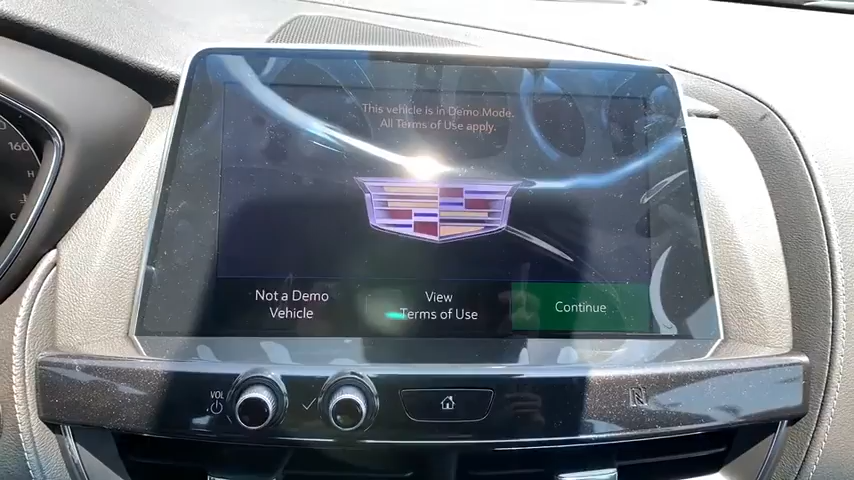 This vehicle is in Demo Mode.
All Terms of Use apply.
Not a Demo
Vehicle
View
Terms of Use
Continue
VOL
160
H
C